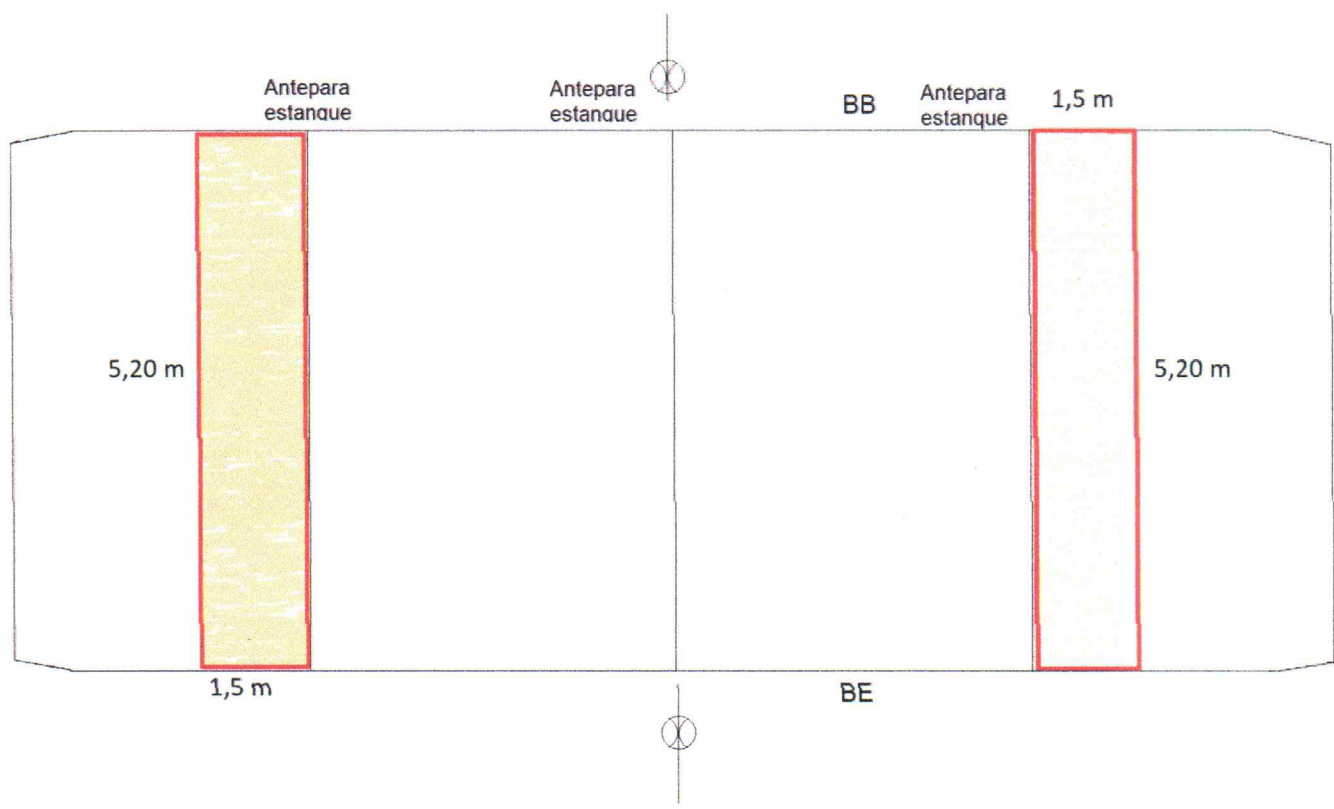 Antepara
estanque
Antepara
estanque
BB
Antepara
estanque
1,5 m
5,20 m
5,20 m
1,5 m
BE